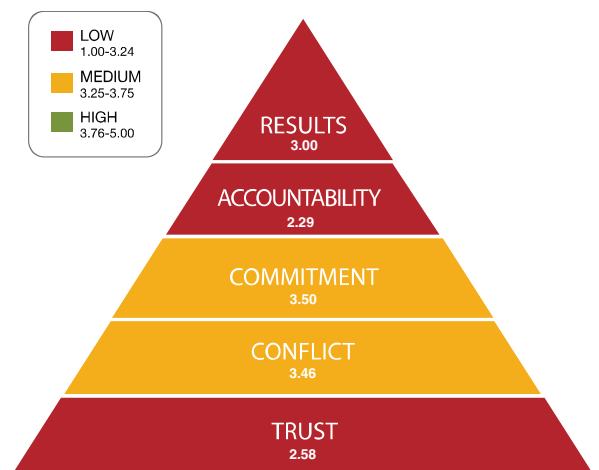 LOW
1.00-3.24
MEDIUM
3.25-3.75
HIGH
3.76-5.00
RESULTS
3.00
ACCOUNTABILITY
2.29
COMMITMENT
3.50
CONFLICT
3.46
TRUST
2.58